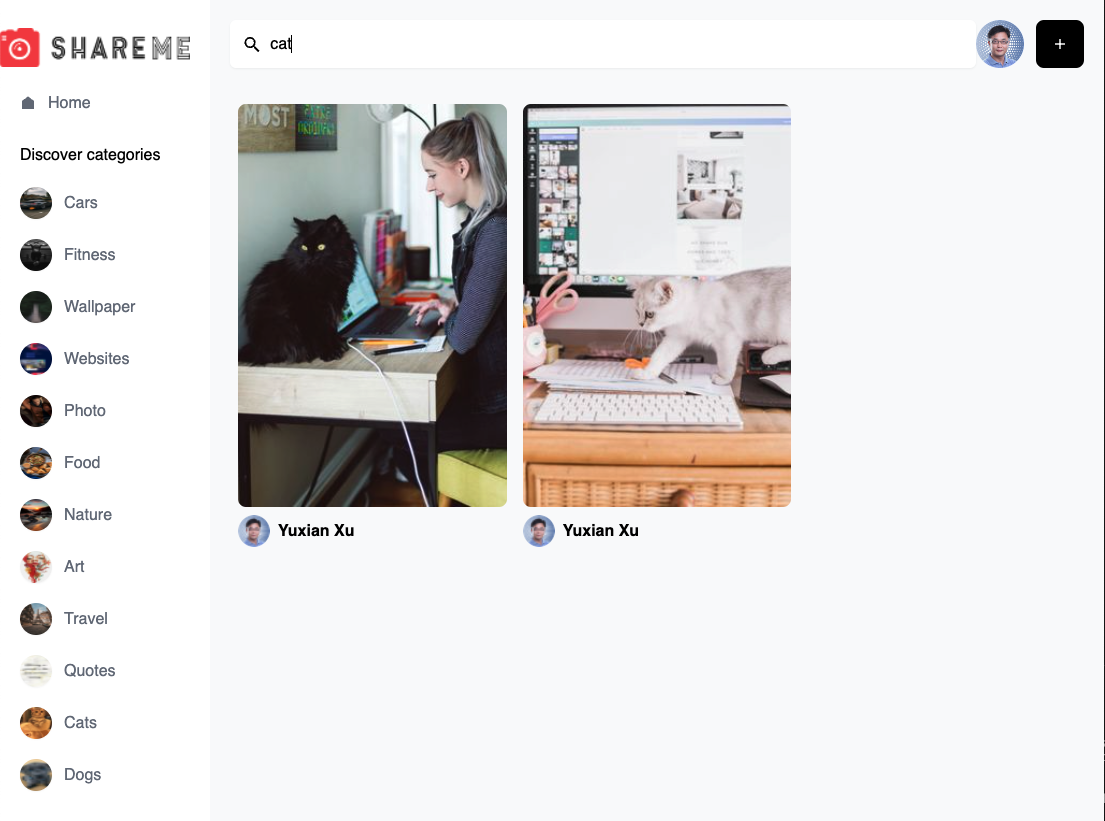 SHAREME
cat
+
Home
Discover categories
Cars
Fitness
Wallpaper
Websites
Photo
Food
Nature
Art
Travel
Quotes
Cats
Dogs
MOST
Yuxian Xu
Yuxian Xu